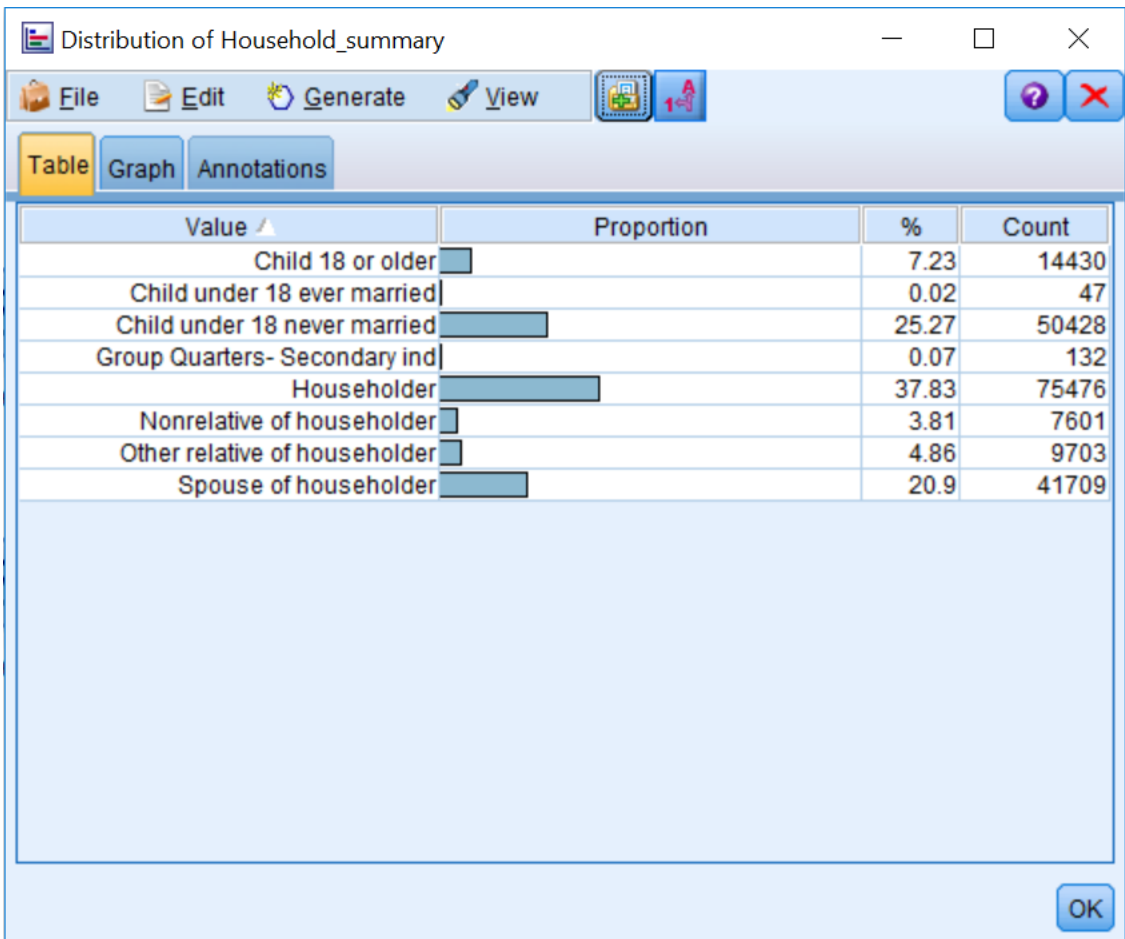 Distribution of Household_summary
File Edit Generate View A 1
Table Graph Annotations
Value Proportion % Count
Child 18 or older 7.23 14430
Child under 18 ever married 0.02 47
Child under 18 never married 25.27 50428
Group Quarters- Secondary ind 0.07 132
Householder 37.83 75476
Nonrelative of householder 3.81 7601
Other relative of householder 4.86 9703
Spouse of householder 20.9 41709
OK